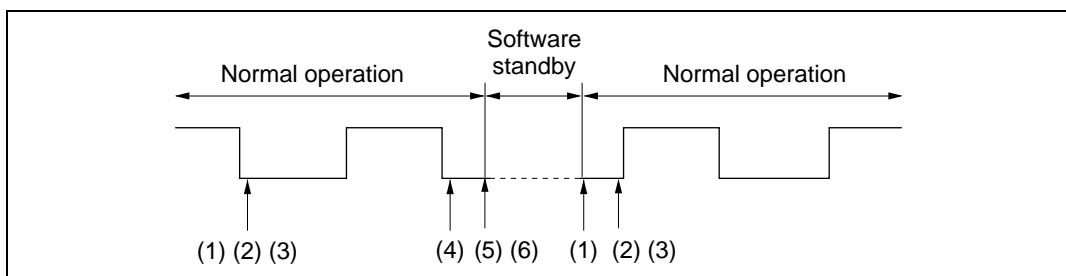 Software
standby
Normal operation
Normal operation
(1) (2) (3)
(4)
(5) (6)
(1)
(2) (3)